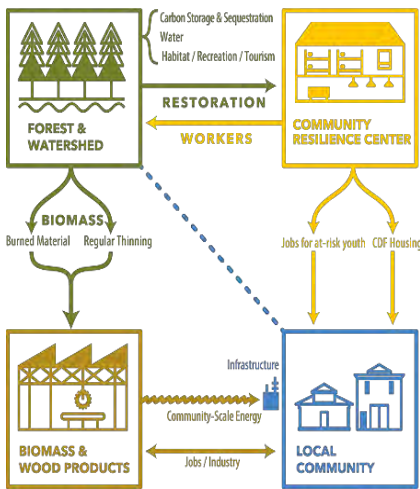 Carbon Storage & Sequestration
Water
Habitat / Recreation / Tourism
RESTORATION
WORKERS
FOREST &
WATERSHED
COMMUNITY
RESILIENCE CENTER
BIOMASS
Burned Material
Regular Thinning
Jobs for at-risk youth
CDF Housing
Infrastructure
Community-Scale Energy
BIOMASS &
WOOD PRODUCTS
Jobs / Industry
LOCAL
COMMUNITY